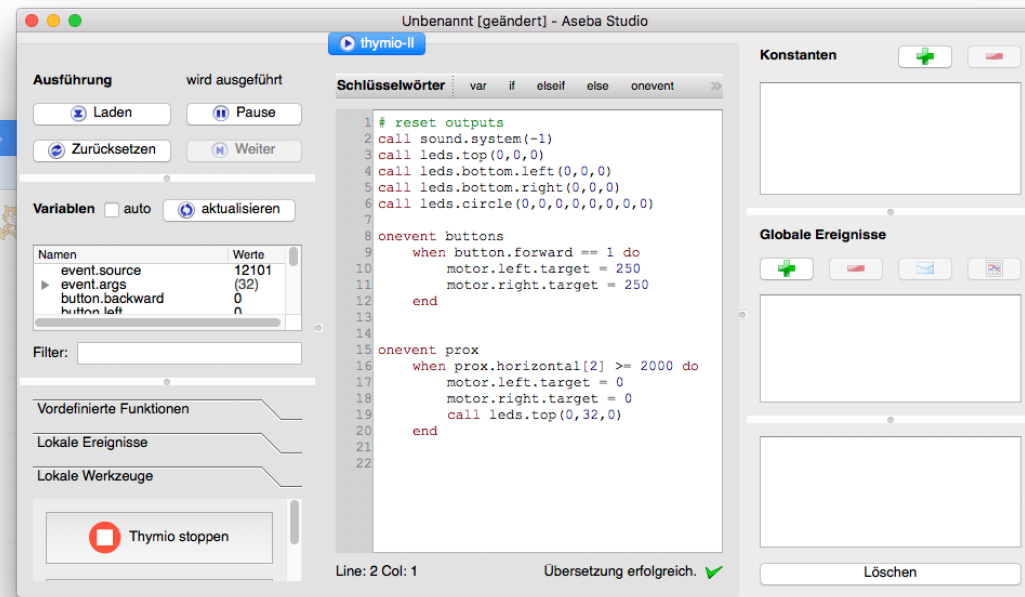 Unbenannt [geändert] - Aseba Studio
thymio-II
Ausführung wird ausgeführt
Laden Pause
Zurücksetzen Weiter
Variablen auto aktualisieren
Namen Werte
event.source 12101
event.args (32)
button.backward 0
button.left 0
Filter:
Vordefinierte Funktionen
Lokale Ereignisse
Lokale Werkzeuge
Thymio stoppen
Schlüsselwörter var if elseif else onevent »
1 # reset outputs
2 call sound.system(-1)
3 call leds.top(0,0,0)
4 call leds.bottom.left(0,0,0)
5 call leds.bottom.right(0,0,0)
6 call leds.circle(0,0,0,0,0,0,0,0)
7
8 onevent buttons
9 when button.forward == 1 do
10 motor.left.target = 250
11 motor.right.target = 250
12 end
13
14
15 onevent prox
16 when prox.horizontal[2] >= 2000 do
17 motor.left.target = 0
18 motor.right.target = 0
19 call leds.top(0,32,0)
20 end
21
22
Line: 2 Col: 1 Übersetzung erfolgreich.
Konstanten
Globale Ereignisse
Löschen